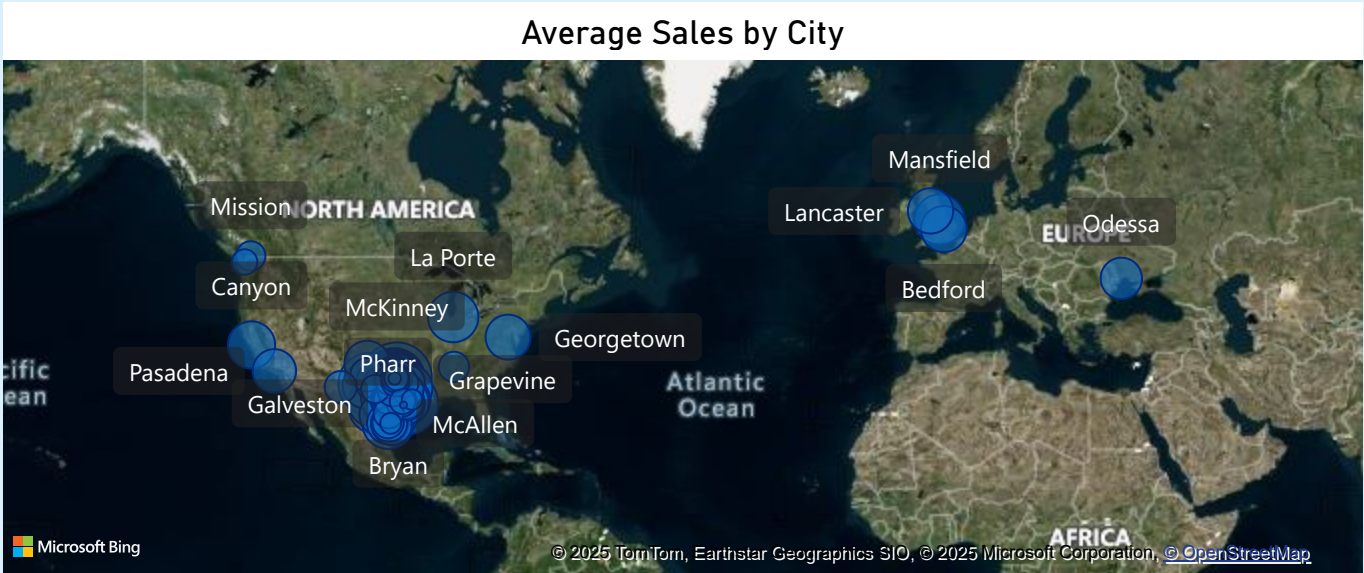 Average Sales by City
Mansfield
Mission
NORTH AMERICA
Lancaster
Odessa
EUROPE
La Porte
Canyon
Bedford
McKinney
Georgetown
Pharr
Pasadena
cific
ean
Grapevine
Atlantic
Ocean
Galveston
McAllen
Bryan
AFRICA
Microsoft Bing
© 2025 TomTom, Earthstar Geographics SIO, © 2025 Microsoft Corporation, © OpenStreetMap